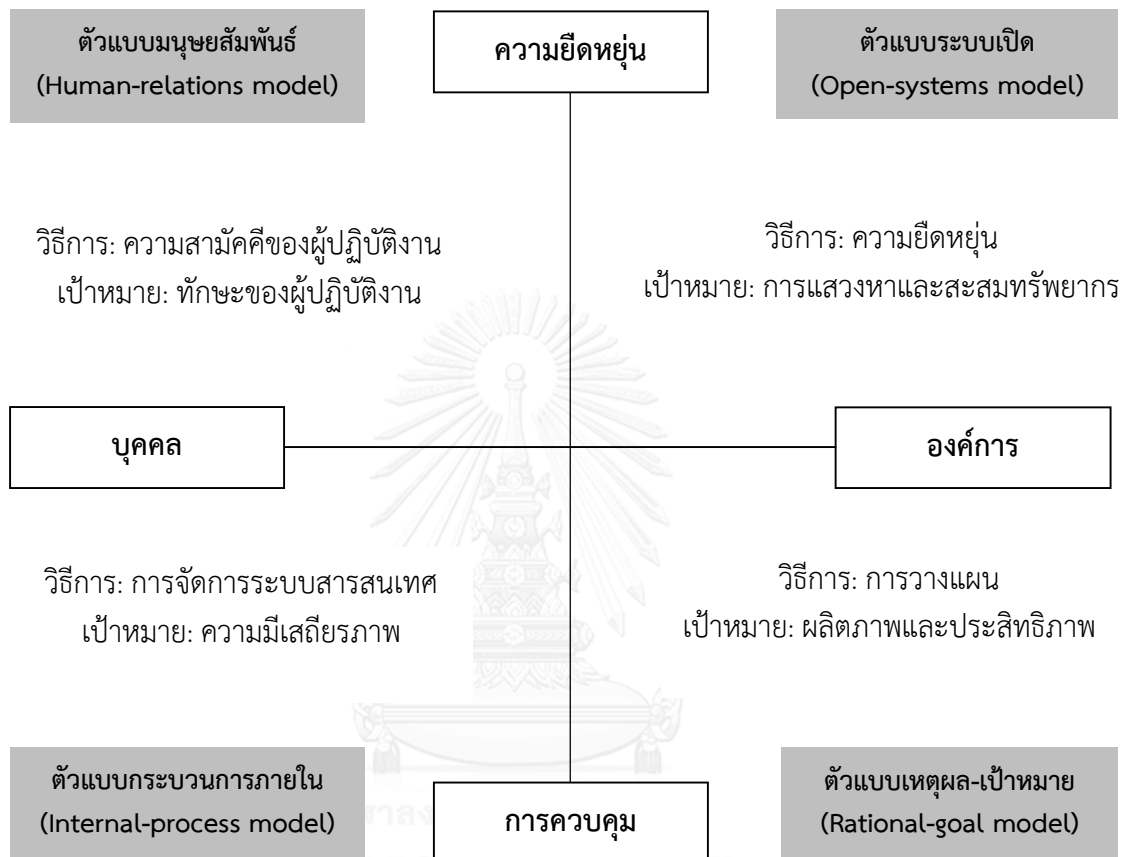 ตัวแบบมนุษยสัมพันธ์
(Human-relations model)
ความยืดหยุ่น
ตัวแบบระบบเปิด
(Open-systems model)
วิธีการ: ความสามัคคีของผู้ปฏิบัติงาน
เป้าหมาย: ทักษะของผู้ปฏิบัติงาน
วิธีการ: ความยืดหยุ่น
เป้าหมาย: การแสวงหาและสะสมทรัพยากร
บุคคล
องค์การ
วิธีการ: การจัดการระบบสารสนเทศ
เป้าหมาย: ความมีเสถียรภาพ
วิธีการ: การวางแผน
เป้าหมาย: ผลิตภาพและประสิทธิภาพ
ตัวแบบกระบวนการภายใน
(Internal-process model)
การควบคุม
ตัวแบบเหตุผล-เป้าหมาย
(Rational-goal model)